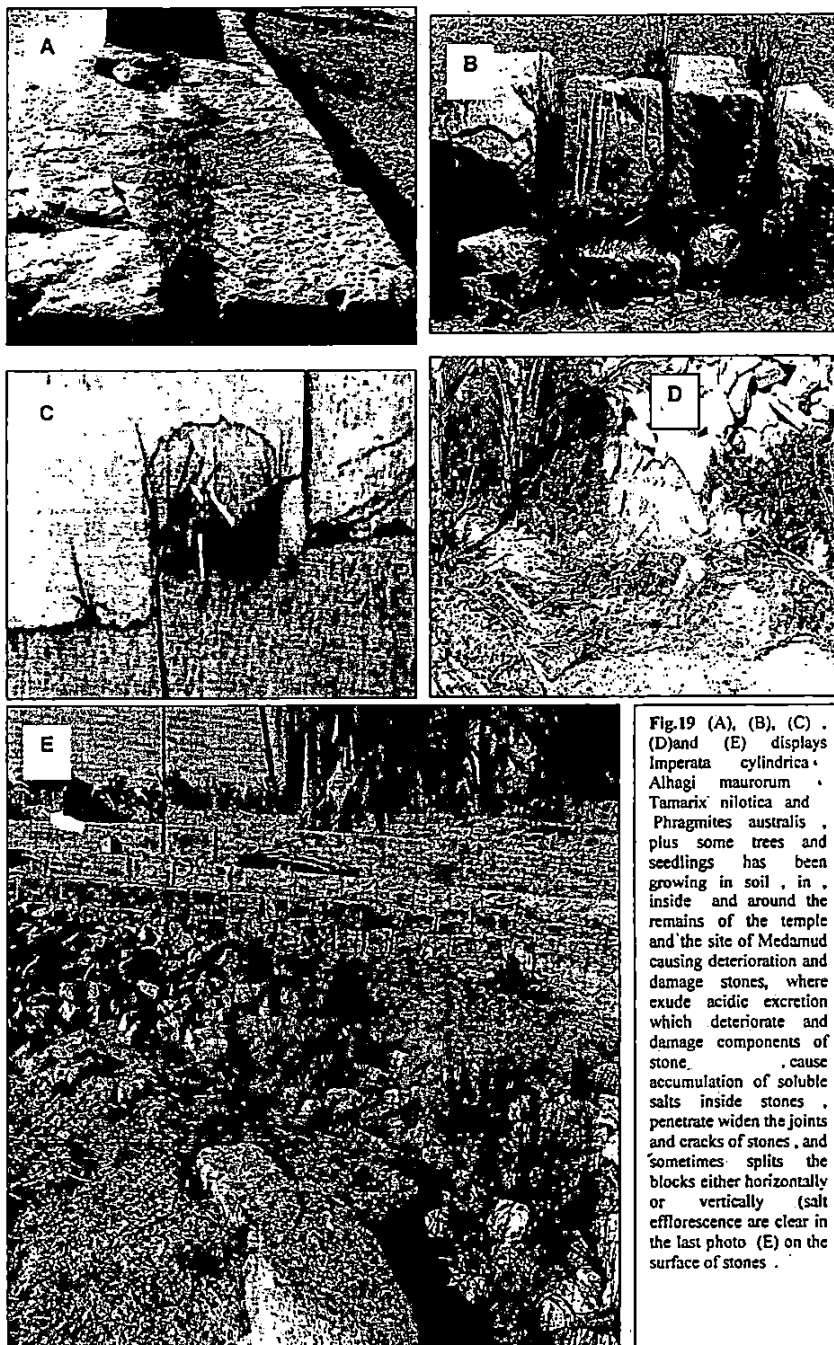 A
B
C
D
E
Fig.19 (A), (B), (C) .
(D)and (E) displays
Imperata cylindrica،
Alhagi maurorum ،
Tamarix nilotica and
Phragmites australis ,
plus some trees and
seedlings has been
growing in soil , in ,
inside and around the
remains of the temple
and the site of Medamud
causing deterioration and
damage stones, where
exude acidic excretion
which deteriorate and
damage components of
stone , cause
accumulation of soluble
salts inside stones ,
penetrate widen the joints
and cracks of stones , and
sometimes splits the
blocks either horizontally
or vertically (salt
efflorescence are clear in
the last photo (E) on the
surface of stones .